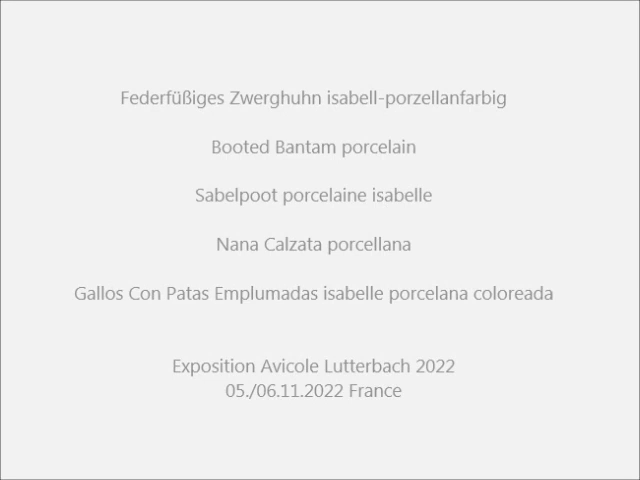 Federfüßiges Zwerghuhn isabell-porzellanfarbig
Booted Bantam porcelain
Sabelpoot porcelaine isabelle
Nana Calzata porcellana
Gallos Con Patas Emplumadas isabelle porcelana coloreada
Exposition Avicole Lutterbach 2022
05./06.11.2022 France